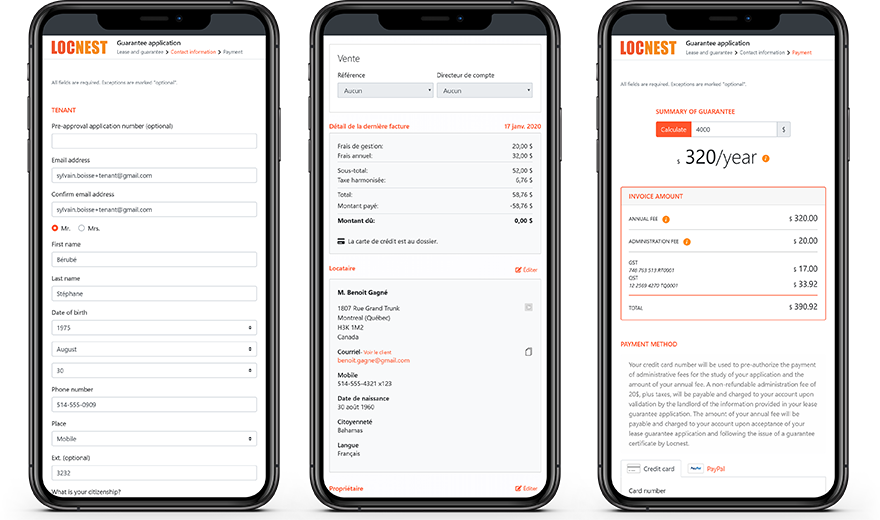 LOCNEST
Guarantee application
Lease and guarantee > Contact information > Payment
All fields are required. Exceptions are marked "optional".
TENANT
Pre-approval application number (optional)
Email address
sylvain.boisse+tenant@gmail.com
Confirm email address
sylvain.boisse+tenant@gmail.com
Mr. Mrs.
First name
Bérubé
Last name
Stéphane
Date of birth
1975
August
30
Phone number
514-555-0909
Place
Mobile
Ext. (optional)
3232
What is your citizenship?
Vente
Référence Directeur de compte
Aucun Aucun
Détail de la dernière facture 17 janv. 2020
Frais de gestion: 20,00 $
Frais annuel: 32,00 $
Sous-total: 52,00 $
Taxe harmonisée: 6,76 $
Total: 58,76 $
Montant payé: -58,76 $
Montant dû: 0,00 $
La carte de crédit est au dossier.
Locataire Éditer
M. Benoit Gagné
1807 Rue Grand Trunk
Montreal (Québec)
H3K 1M2
Canada
Courriel - Voir le client
benoit.gagne@gmail.com
Mobile
514-555-4321 x123
Date de naissance
30 août 1960
Citoyenneté
Bahamas
Langue
Français
Propriétaire Éditer
LOCNEST
Guarantee application
Lease and guarantee > Contact information > Payment
All fields are required. Exceptions are marked "optional".
SUMMARY OF GUARANTEE
Calculate 4000 $
$ 320/year
INVOICE AMOUNT
ANNUAL FEE $ 320.00
ADMINISTRATION FEE $ 20.00
GST
746 763 513 RT0001 $ 17.00
QST
12 2569 4270 TQ0001 $ 33.92
TOTAL $ 390.92
PAYMENT METHOD
Your credit card number will be used to pre-authorize the payment
of administrative fees for the study of your application and the
amount of your annual fee. A non-refundable administration fee of
20$, plus taxes, will be payable and charged to your account upon
validation by the landlord of the information provided in your lease
guarantee application. The amount of your annual fee will be
payable and charged to your account upon acceptance of your
lease guarantee application and following the issue of a guarantee
certificate by Locnest.
Credit card PayPal PayPal
Card number